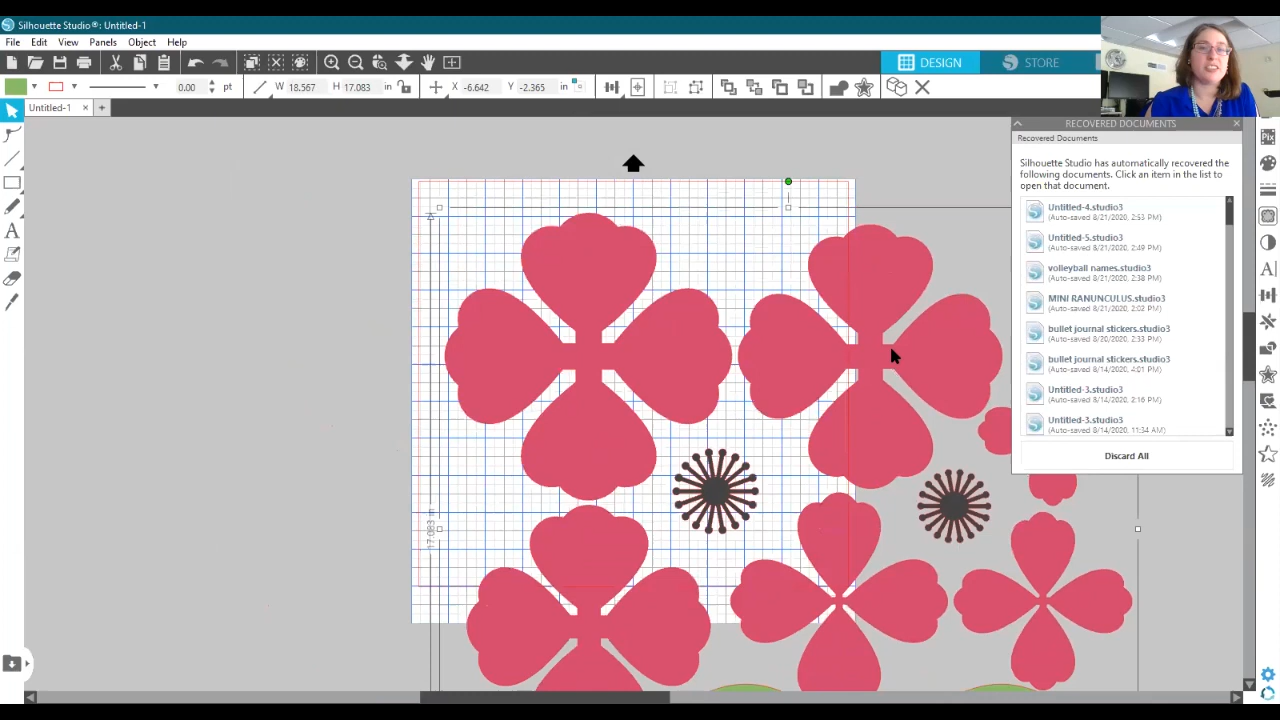 Silhouette Studio®: Untitled-1
File Edit View Panels Object Help
DESIGN STORE
0.00 pt W 18.567 H 17.083 in X -6.642 Y -2.365 in
Untitled-1
RECOVERED DOCUMENTS
Recovered Documents
Silhouette Studio has automatically recovered the
following documents. Click an item in the list to
open that document.
Untitled-4.studio3
(Auto-saved 8/21/2020, 2:53 PM)
Untitled-5.studio3
(Auto-saved 8/21/2020, 2:49 PM)
volleyball names.studio3
(Auto-saved 8/21/2020, 2:38 PM)
MINI RANUNCULUS.studio3
(Auto-saved 8/21/2020, 2:02 PM)
bullet journal stickers.studio3
(Auto-saved 8/20/2020, 2:33 PM)
bullet journal stickers.studio3
(Auto-saved 8/14/2020, 4:01 PM)
Untitled-3.studio3
(Auto-saved 8/14/2020, 2:16 PM)
Untitled-3.studio3
(Auto-saved 8/14/2020, 11:34 AM)
Discard All
17.083 in